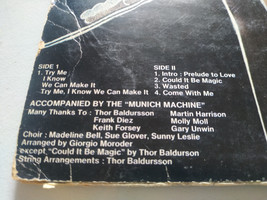 SIDE I
1. Try Me
I Know
We Can Make It
Try Me, I Know We Can Make It
SIDE II
1. Intro : Prelude to Love
2. Could It Be Magic
3. Wasted
4. Come With Me
ACCOMPANIED BY THE "MUNICH MACHINE"
Many Thanks To : Thor Baldursson Martin Harrison
Frank Diez Molly Moll
Keith Forsey Gary Unwin
Choir : Madeline Bell, Sue Glover, Sunny Leslie
Arranged by Giorgio Moroder
except "Could It Be Magic" by Thor Baldurson
String Arrangements : Thor Baldursson